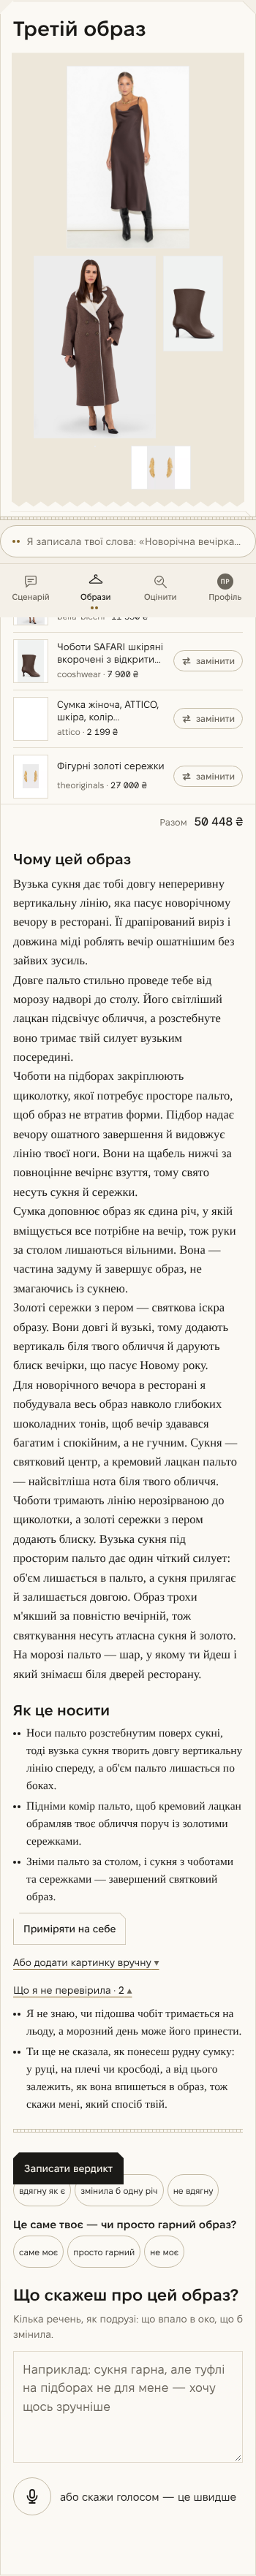 Третій образ
Я записала твої слова: «Новорічна вечірка...
Сценарій
Образи
Оцінити
ПР
Профіль
Чоботи SAFARI шкіряні
вкорочені з відкрити...
cooshwear · 7 900 ₴
замінити
Сумка жіноча, ATTICO,
шкіра, колір...
attico · 2 199 ₴
замінити
Фігурні золоті сережки
theoriginals · 27 000 ₴
замінити
Разом 50 448 ₴
Чому цей образ
Вузька сукня дає тобі довгу неперервну
вертикальну лінію, яка пасує новорічному
вечору в ресторані. Її драпірований виріз і
довжина міді роблять вечір ошатнішим без
зайвих зусиль.
Довге пальто стильно проведе тебе від
морозу надворі до столу. Його світліший
лацкан підсвічує обличчя, а розстебнуте
воно тримає твій силует вузьким
посередині.
Чоботи на підборах закріплюють
щиколотку, якої потребує просторе пальто,
щоб образ не втратив форми. Підбор надає
вечору ошатного завершення й видовжує
лінію твоєї ноги. Вони на щабель нижчі за
повноцінне вечірнє взуття, тому свято
несуть сукня й сережки.
Сумка доповнює образ як єдина річ, у якій
вміщується все потрібне на вечір, тож руки
за столом лишаються вільними. Вона —
частина задуму й завершує образ, не
змагаючись із сукнею.
Золоті сережки з пером — святкова іскра
образу. Вони довгі й вузькі, тому додають
вертикаль біля твого обличчя й дарують
блиск вечірки, що пасує Новому року.
Для новорічного вечора в ресторані я
побудувала весь образ навколо глибоких
шоколадних тонів, щоб вечір здавався
багатим і спокійним, а не гучним. Сукня —
святковий центр, а кремовий лацкан пальто
— найсвітліша нота біля твого обличчя.
Чоботи тримають лінію нерозірваною до
щиколотки, а золоті сережки з пером
додають блиску. Вузька сукня під
просторим пальто дає один чіткий силует:
об'єм лишається в пальто, а сукня прилягає
й залишається довгою. Образ трохи
м'якший за повністю вечірній, тож
святкування несуть атласна сукня й золото.
На морозі пальто — шар, у якому ти йдеш і
який знімаєш біля дверей ресторану.
Як це носити
Носи пальто розстебнутим поверх сукні,
тоді вузька сукня творить довгу вертикальну
лінію спереду, а об'єм пальто лишається по
боках.
Підніми комір пальто, щоб кремовий лацкан
обрамляв твоє обличчя поруч із золотими
сережками.
Зніми пальто за столом, і сукня з чоботами
та сережками — завершений святковий
образ.
Приміряти на себе
Або додати картинку вручну ▾
Що я не перевірила · 2 ▴
Я не знаю, чи підошва чобіт тримається на
льоду, а морозний день може його принести.
Ти ще не сказала, як понесеш рудну сумку:
у руці, на плечі чи кросбоді, а від цього
залежить, як вона впишеться в образ, тож
скажи мені, який спосіб твій.
Записати вердикт
вдягну як є
змінила б одну річ
не вдягну
Це саме твоє — чи просто гарний образ?
саме моє
просто гарний
не моє
Що скажеш про цей образ?
Кілька речень, як подрузі: що впало в око, що б
змінила.
Наприклад: сукня гарна, але туфлі
на підборах не для мене — хочу
щось зручніше
або скажи голосом — це швидше